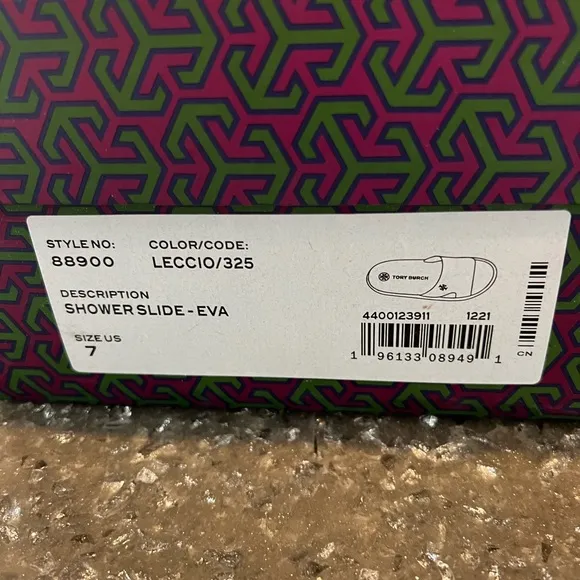 STYLE NO: COLOR/CODE:
88900 LECCIO/325
DESCRIPTION
SHOWER SLIDE - EVA
SIZE US
7
TORY BURCH
4400123911 1221
1 96133 08949 1
CN